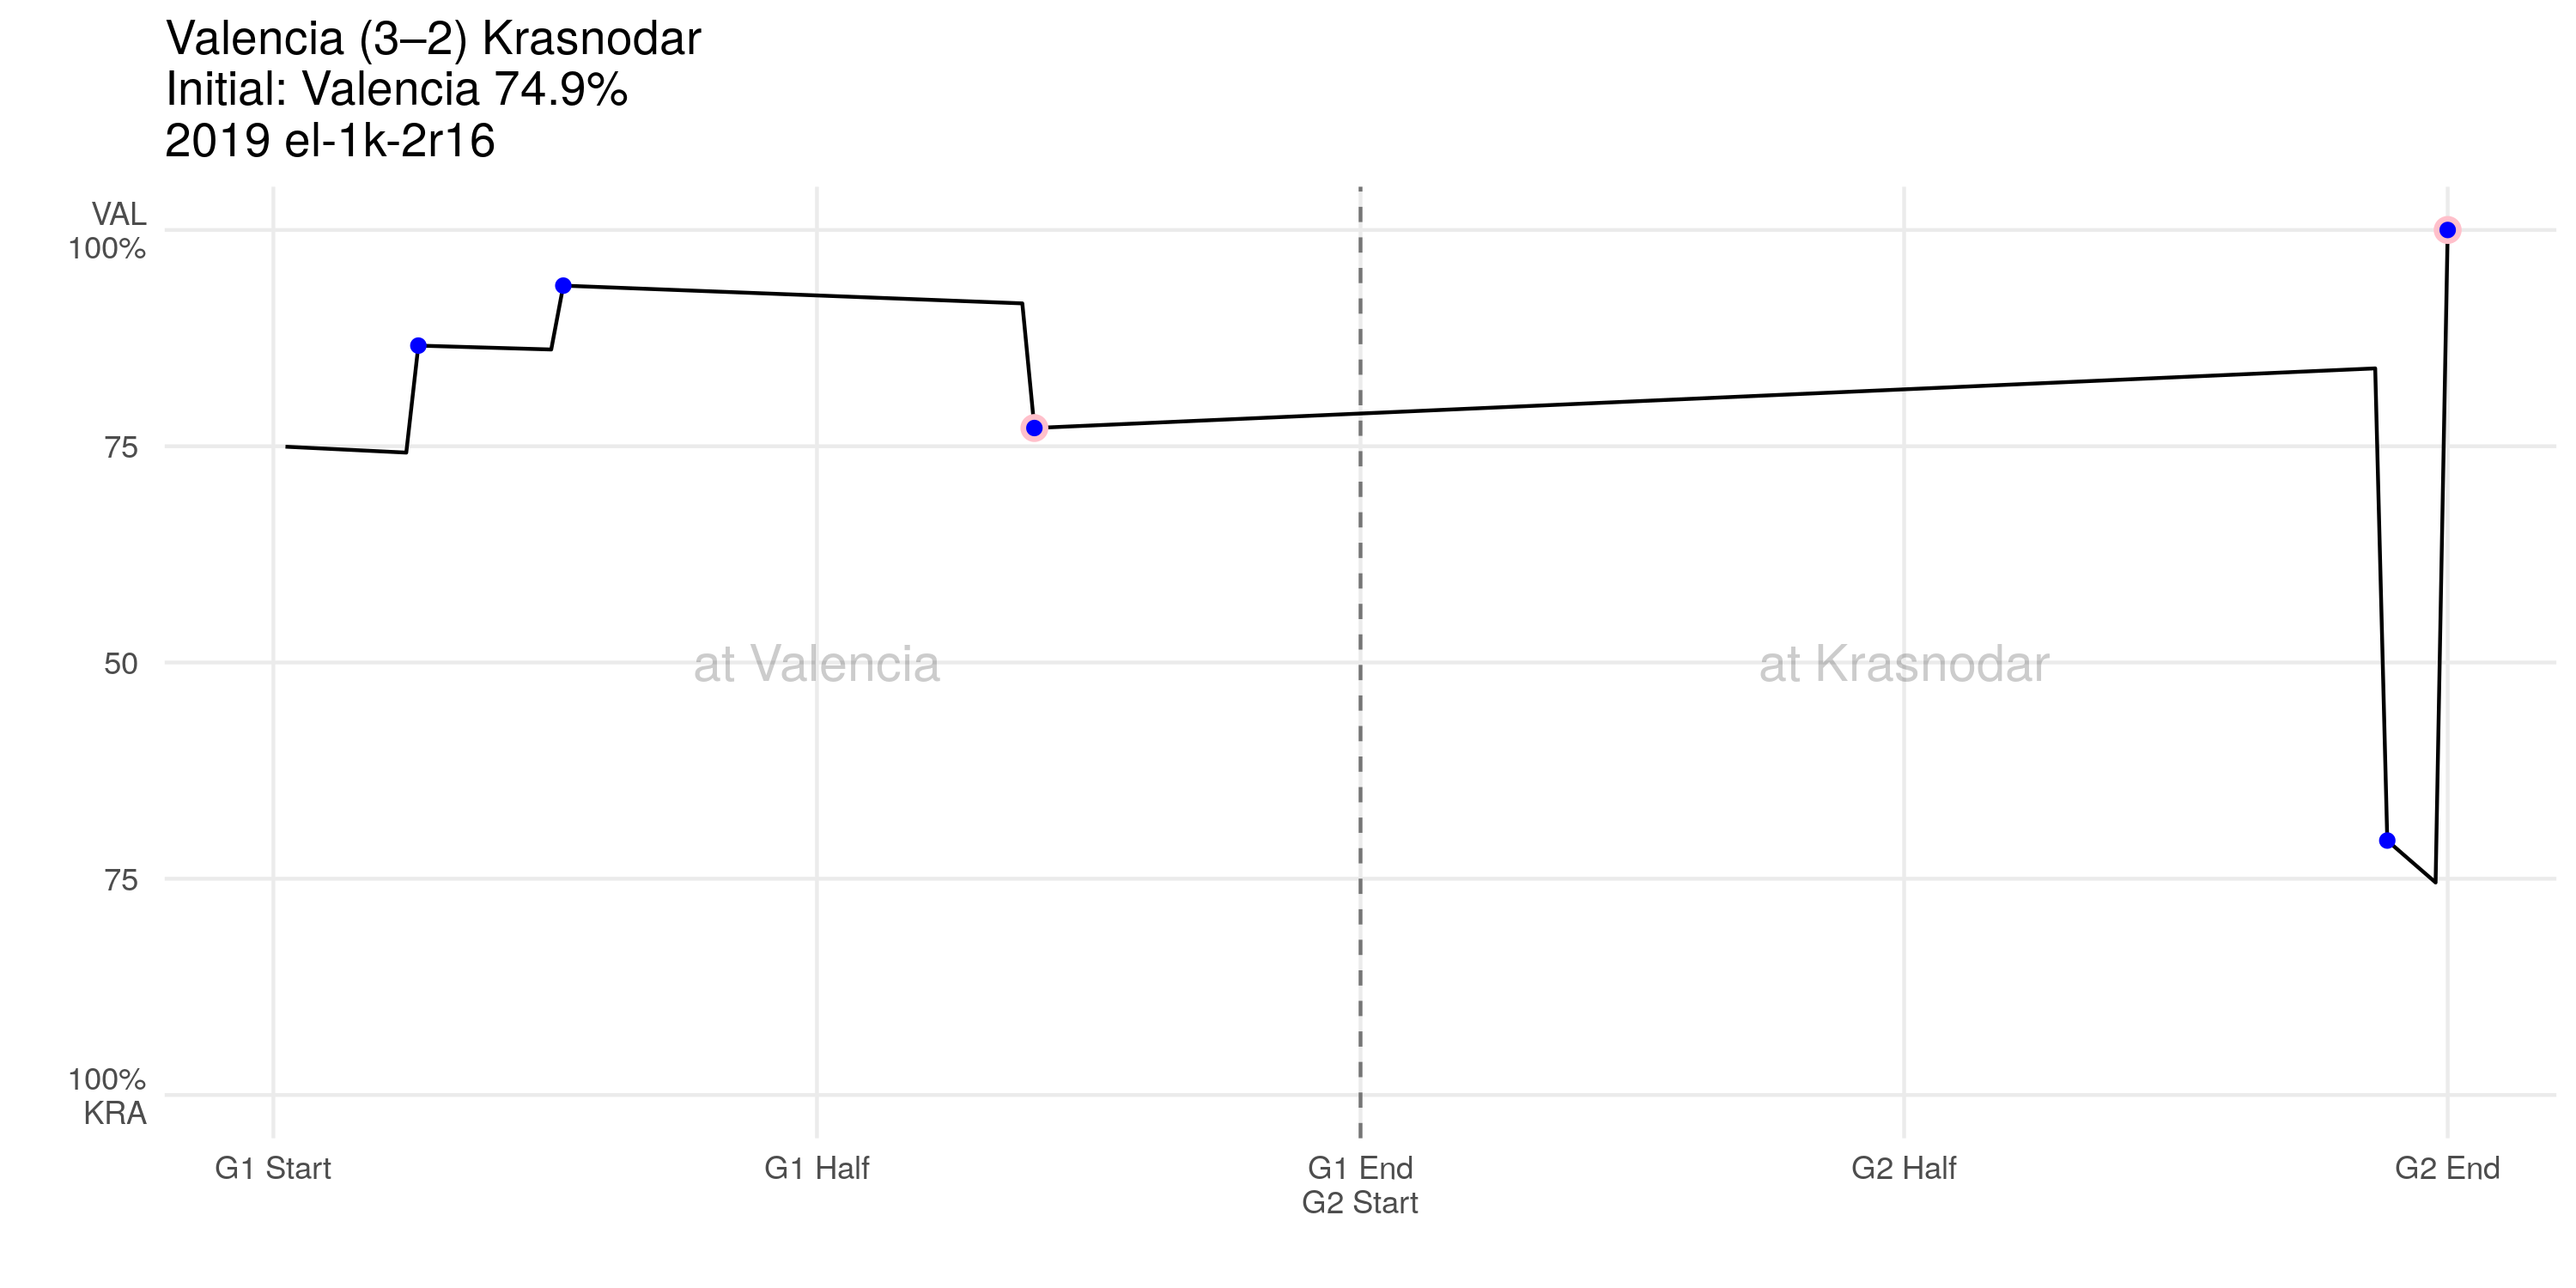 Valencia (3–2) Krasnodar
Initial: Valencia 74.9%
2019 el-1k-2r16
VAL
100%
75
50
75
100%
KRA
at Valencia
at Krasnodar
G1 Start
G1 Half
G1 End
G2 Start
G2 Half
G2 End